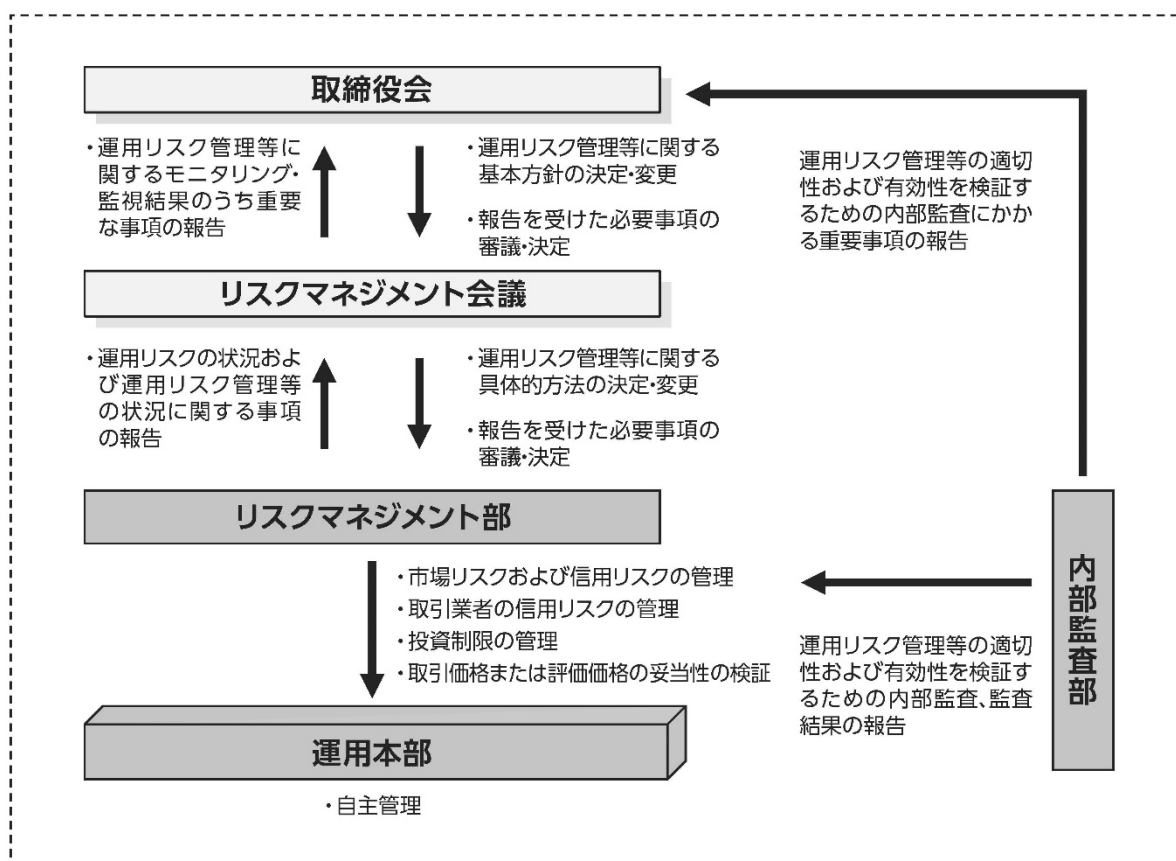 取締役会
・運用リスク管理等に
関するモニタリング・
監視結果のうち重要
な事項の報告
・運用リスク管理等に関する
基本方針の決定・変更
・報告を受けた必要事項の
審議・決定
運用リスク管理等の適切
性および有効性を検証す
るための内部監査にかか
る重要事項の報告
リスクマネジメント会議
・運用リスクの状況およ
び運用リスク管理等
の状況に関する事項
の報告
・運用リスク管理等に関する
具体的方法の決定・変更
・報告を受けた必要事項の
審議・決定
リスクマネジメント部
・市場リスクおよび信用リスクの管理
・取引業者の信用リスクの管理
・投資制限の管理
・取引価格または評価価格の妥当性の検証
運用リスク管理等の適切
性および有効性を検証す
るための内部監査、監査
結果の報告
内部監査部
運用本部
・自主管理